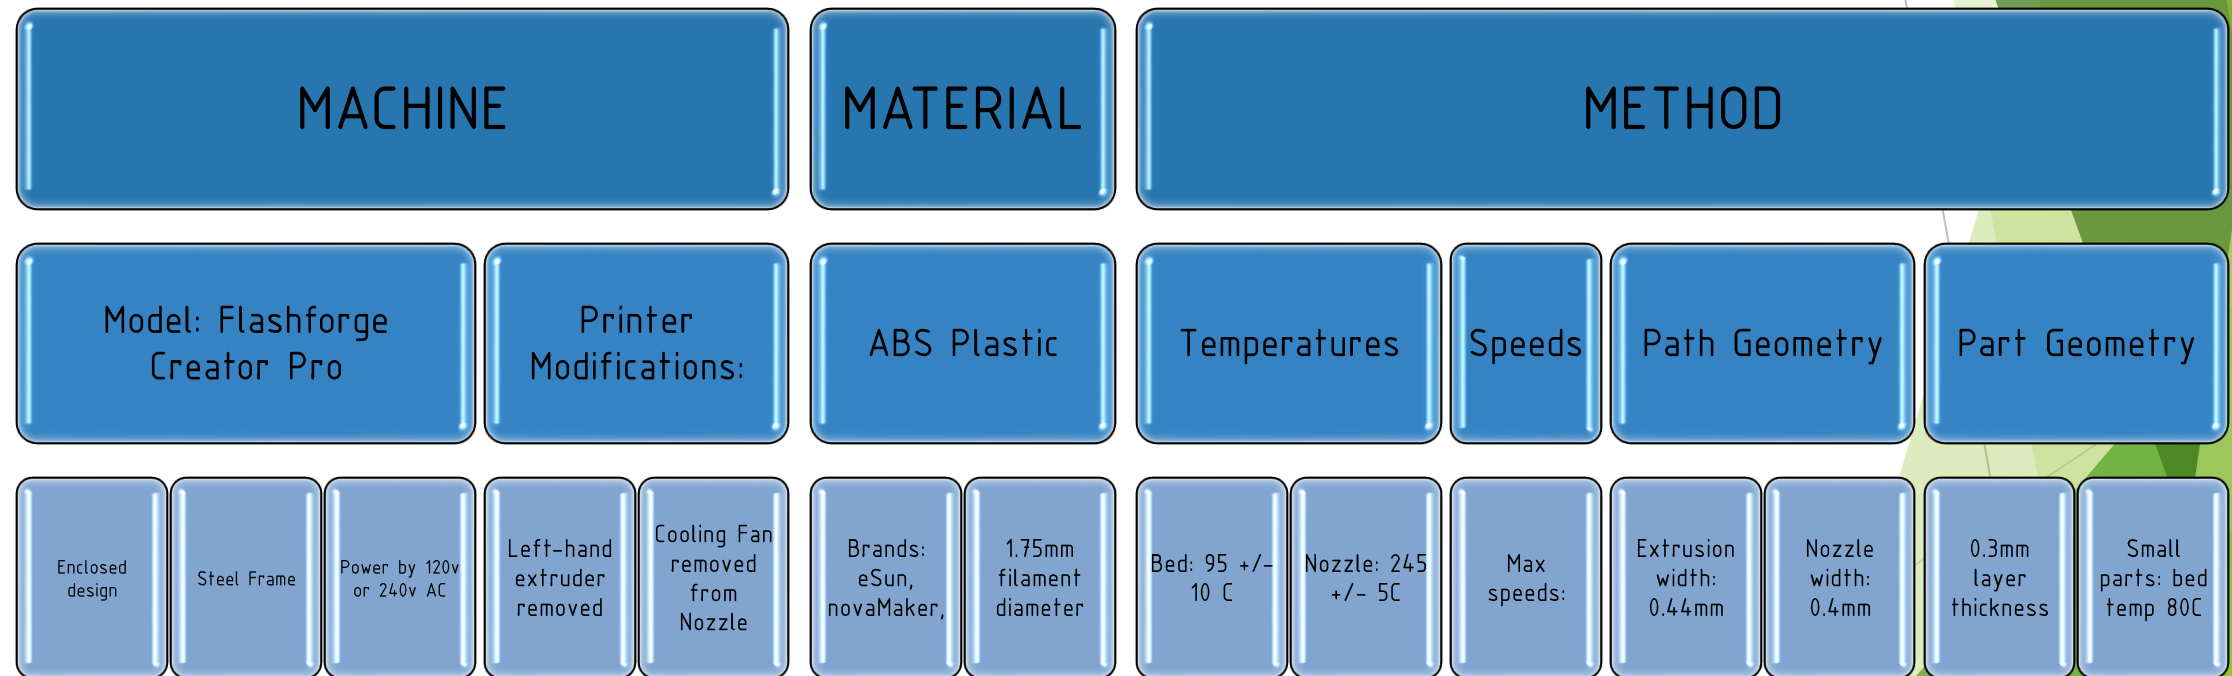 MACHINE
MATERIAL
METHOD
Model: Flashforge
Creator Pro
Printer
Modifications:
ABS Plastic
Temperatures
Speeds
Path Geometry
Part Geometry
Enclosed
design
Steel Frame
Power by 120v
or 240v AC
Left-hand
extruder
removed
Cooling Fan
removed
from
Nozzle
Brands:
eSun,
novaMaker,
1.75mm
filament
diameter
Bed: 95 +/-
10 C
Nozzle: 245
+/- 5C
Max
speeds:
Extrusion
width:
0.44mm
Nozzle
width:
0.4mm
0.3mm
layer
thickness
Small
parts: bed
temp 80C